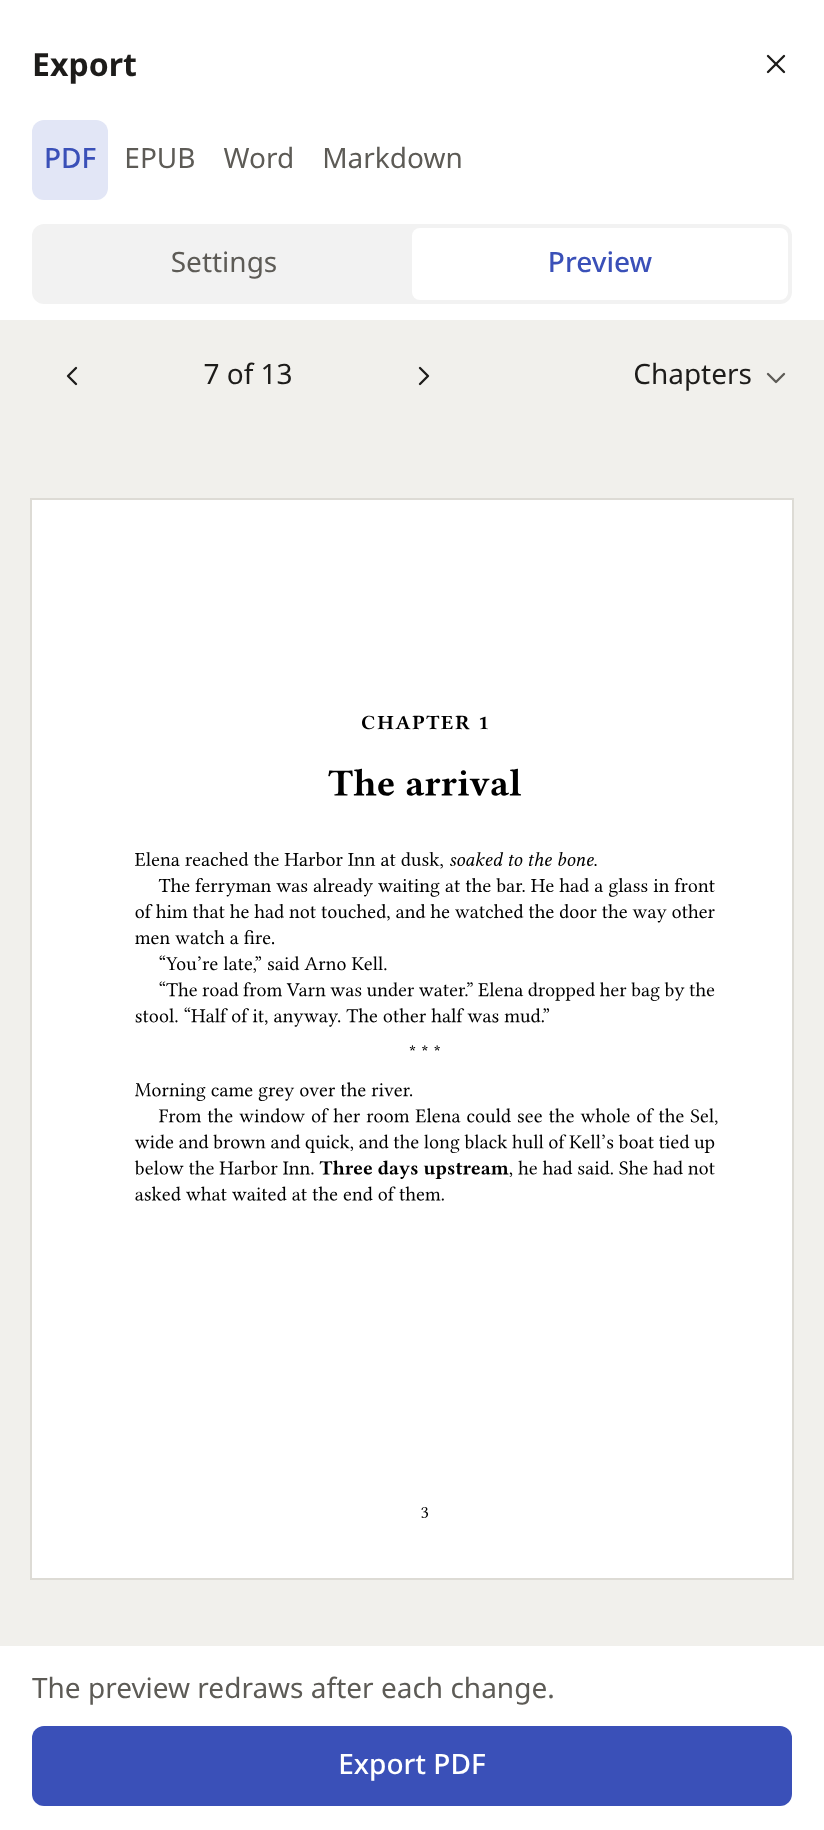 Export
PDF EPUB Word Markdown
Settings Preview
7 of 13 Chapters
CHAPTER 1
The arrival
Elena reached the Harbor Inn at dusk, soaked to the bone.
The ferryman was already waiting at the bar. He had a glass in front
of him that he had not touched, and he watched the door the way other
men watch a fire.
“You’re late,” said Arno Kell.
“The road from Varn was under water.” Elena dropped her bag by the
stool. “Half of it, anyway. The other half was mud.”
* * *
Morning came grey over the river.
From the window of her room Elena could see the whole of the Sel,
wide and brown and quick, and the long black hull of Kell’s boat tied up
below the Harbor Inn. Three days upstream, he had said. She had not
asked what waited at the end of them.
3
The preview redraws after each change.
Export PDF